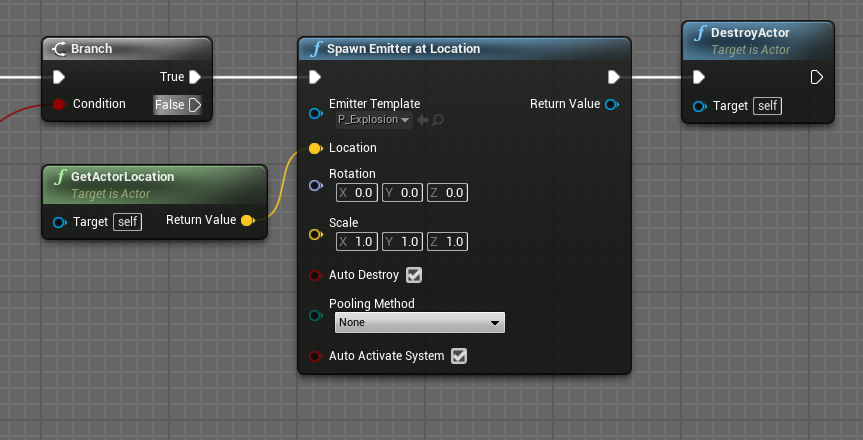 Branch
True
Condition
False
GetActorLocation
Target is Actor
Target self
Return Value
Spawn Emitter at Location
Emitter Template
P_Explosion
Return Value
Location
Rotation
X 0.0 Y 0.0 Z 0.0
Scale
X 1.0 Y 1.0 Z 1.0
Auto Destroy
Pooling Method
None
Auto Activate System
DestroyActor
Target is Actor
Target self